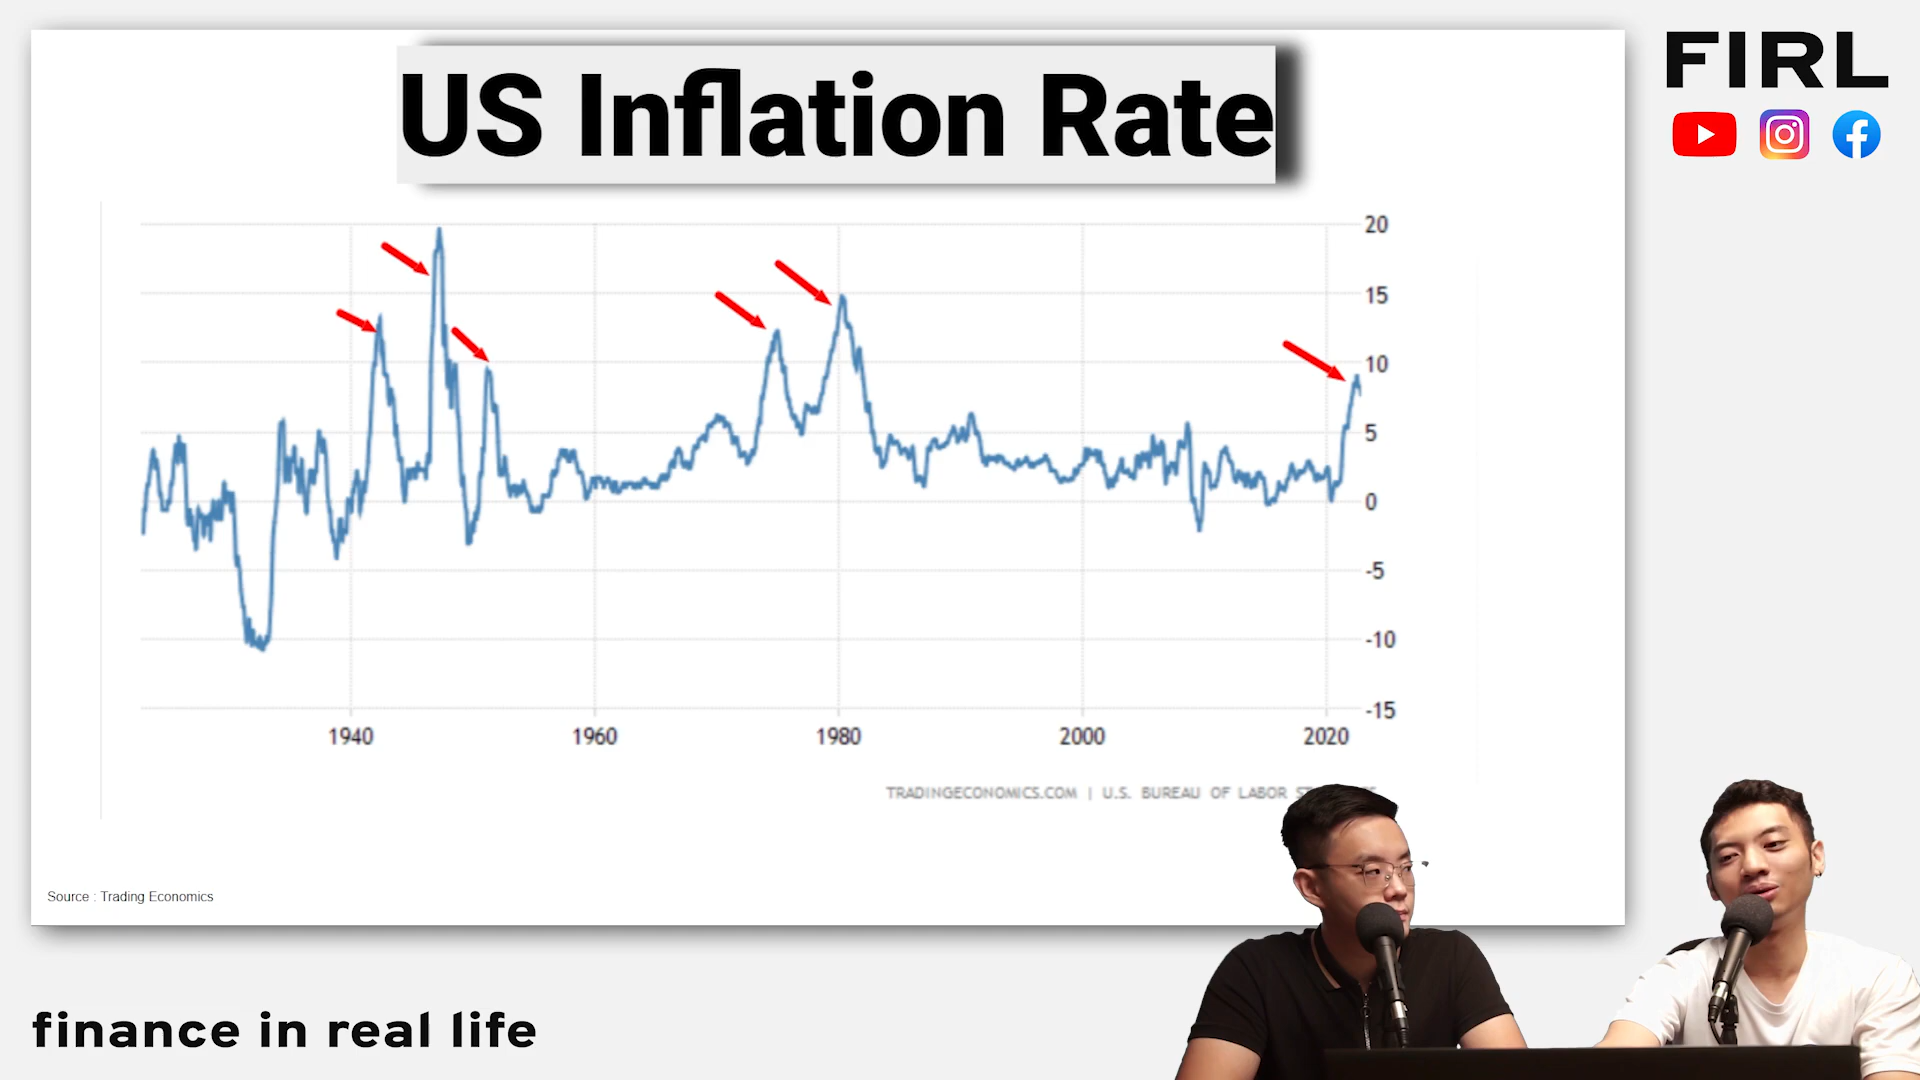 US Inflation Rate
FIRL
20
15
10
5
0
-5
-10
-15
1940 1960 1980 2000 2020
TRADINGECONOMICS.COM | U.S. BUREAU OF LABOR
Source : Trading Economics
finance in real life